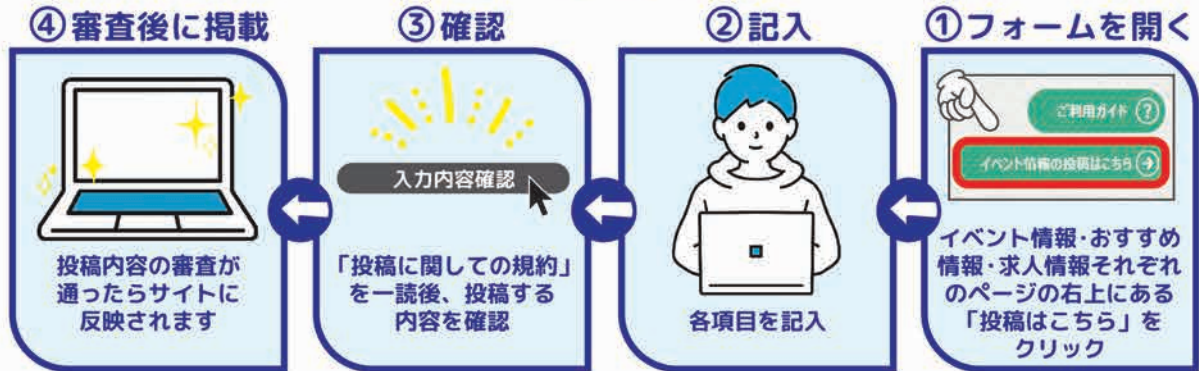 ①フォームを開く
ご利用ガイド ?
イベント情報の投稿はこちら
イベント情報・おすすめ
情報・求人情報それぞれ
のページの右上にある
「投稿はこちら」を
クリック
②記入
各項目を記入
③確認
入力内容確認
「投稿に関しての規約」
を一読後、投稿する
内容を確認
④審査後に掲載
投稿内容の審査が
通ったらサイトに
反映されます